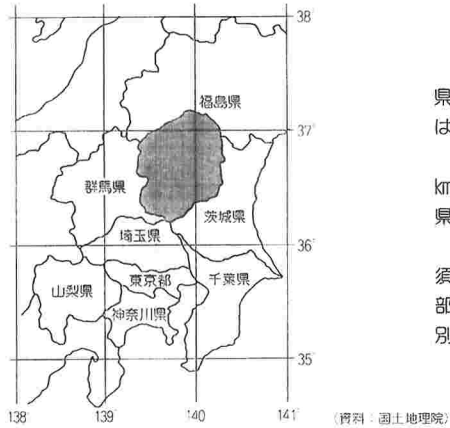 38°
福島県
37°
群馬県
茨城県
埼玉県
36°
山梨県
東京都
千葉県
神奈川県
35°
138
139
140
141°
(資料:国土地理院)
県
は
km
県
須
部
別